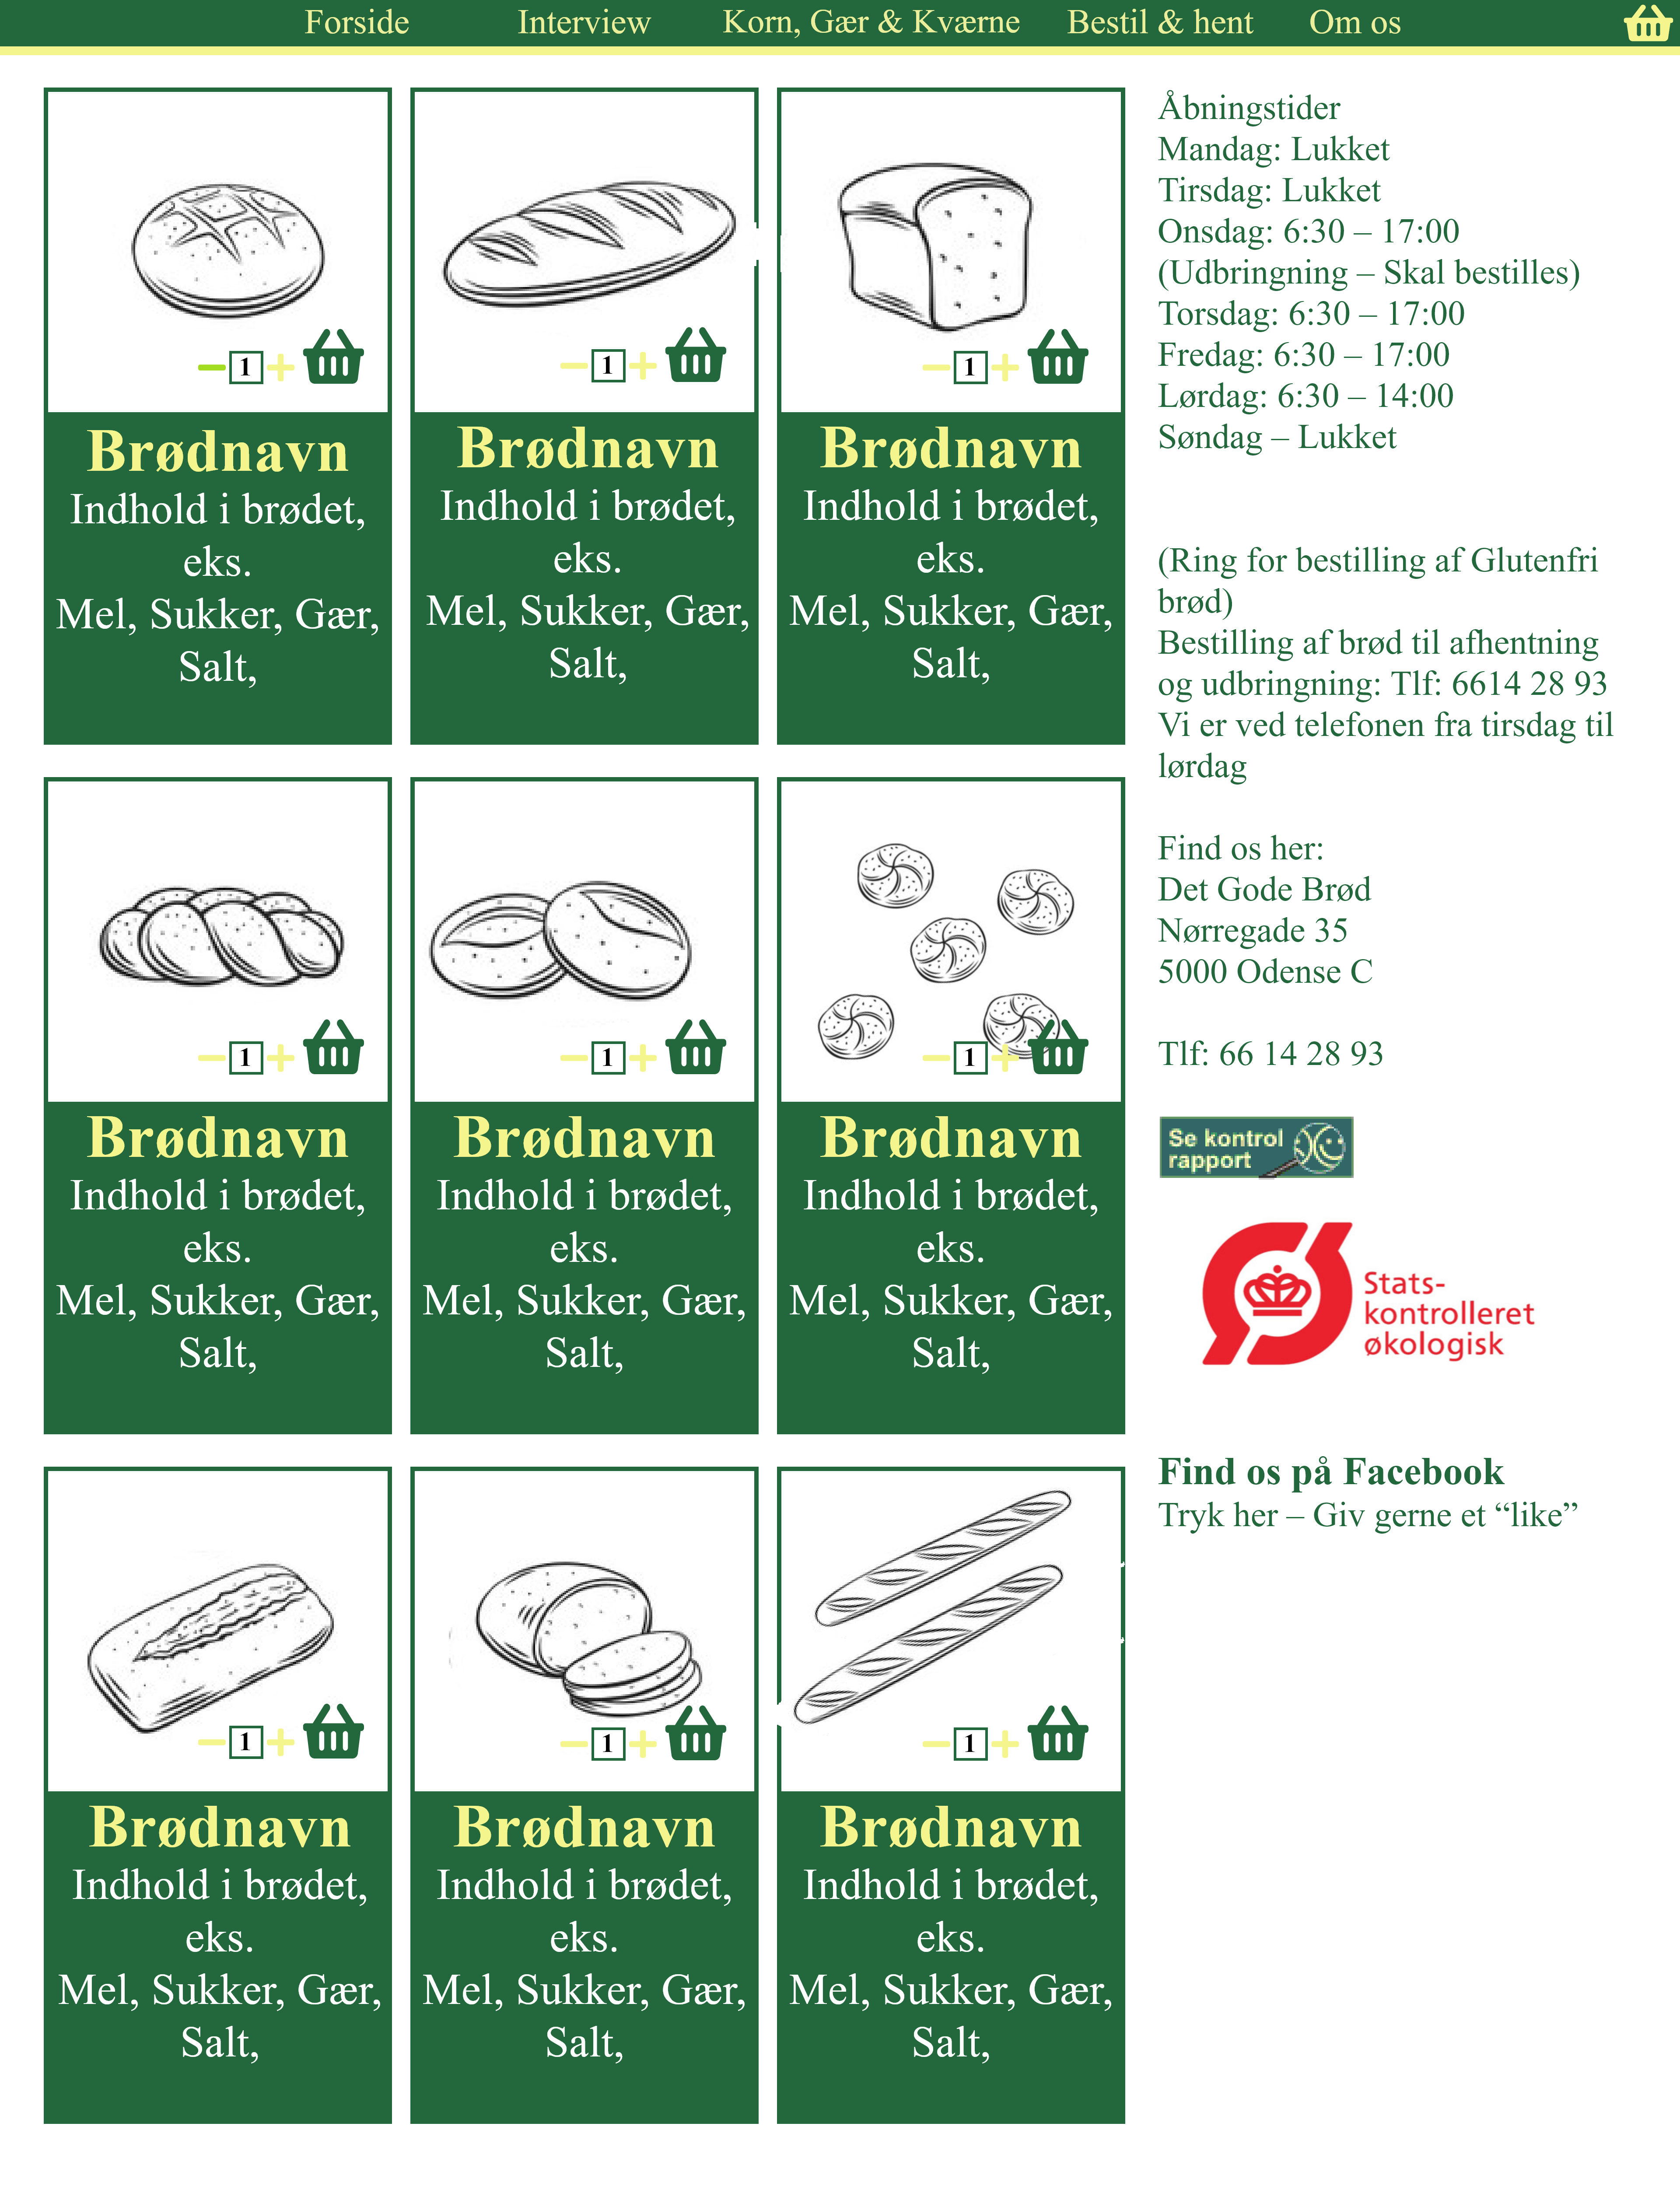 Forside Interview Korn, Gær & Kværne Bestil & hent Om os
1
Brødnavn
Indhold i brødet,
eks.
Mel, Sukker, Gær,
Salt,
1
Brødnavn
Indhold i brødet,
eks.
Mel, Sukker, Gær,
Salt,
1
Brødnavn
Indhold i brødet,
eks.
Mel, Sukker, Gær,
Salt,
1
Brødnavn
Indhold i brødet,
eks.
Mel, Sukker, Gær,
Salt,
1
Brødnavn
Indhold i brødet,
eks.
Mel, Sukker, Gær,
Salt,
1
Brødnavn
Indhold i brødet,
eks.
Mel, Sukker, Gær,
Salt,
1
Brødnavn
Indhold i brødet,
eks.
Mel, Sukker, Gær,
Salt,
1
Brødnavn
Indhold i brødet,
eks.
Mel, Sukker, Gær,
Salt,
1
Brødnavn
Indhold i brødet,
eks.
Mel, Sukker, Gær,
Salt,
Åbningstider
Mandag: Lukket
Tirsdag: Lukket
Onsdag: 6:30 – 17:00
(Udbringning – Skal bestilles)
Torsdag: 6:30 – 17:00
Fredag: 6:30 – 17:00
Lørdag: 6:30 – 14:00
Søndag – Lukket
(Ring for bestilling af Glutenfri
brød)
Bestilling af brød til afhentning
og udbringning: Tlf: 6614 28 93
Vi er ved telefonen fra tirsdag til
lørdag
Find os her:
Det Gode Brød
Nørregade 35
5000 Odense C
Tlf: 66 14 28 93
Se kontrol
rapport
Stats-
kontrolleret
økologisk
Find os på Facebook
Tryk her – Giv gerne et “like”